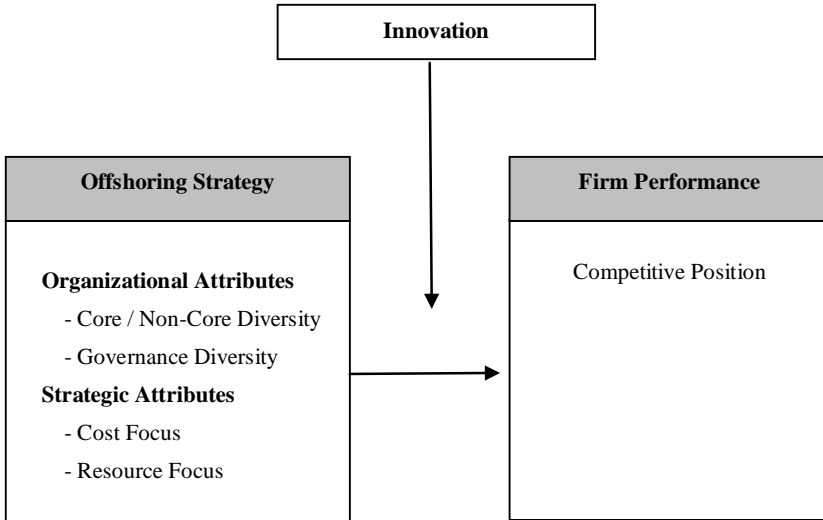 Innovation
Offshoring Strategy
Organizational Attributes
- Core / Non-Core Diversity
- Governance Diversity
Strategic Attributes
- Cost Focus
- Resource Focus
Firm Performance
Competitive Position